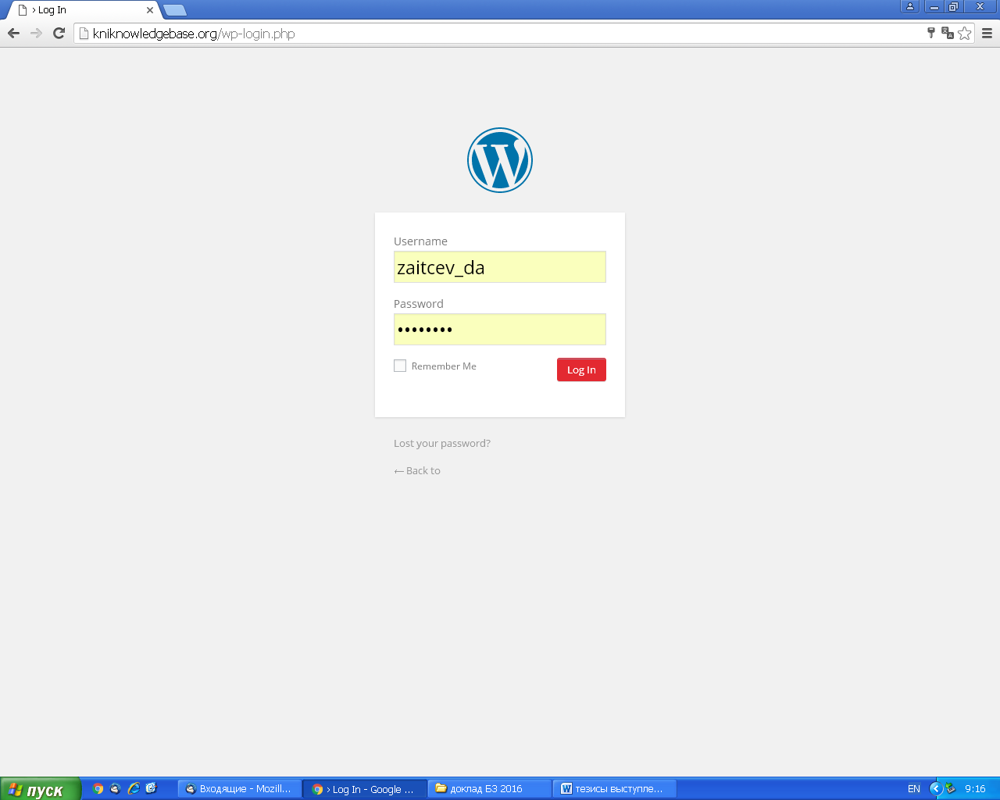 › Log In
kniknowledgebase.org/wp-login.php
Username
zaitcev_da
Password
••••••••
Remember Me
Log In
Lost your password?
← Back to
пуск
Входящие - Mozill...
› Log In - Google ...
доклад БЗ 2016
тезисы выступле...
EN
9:16